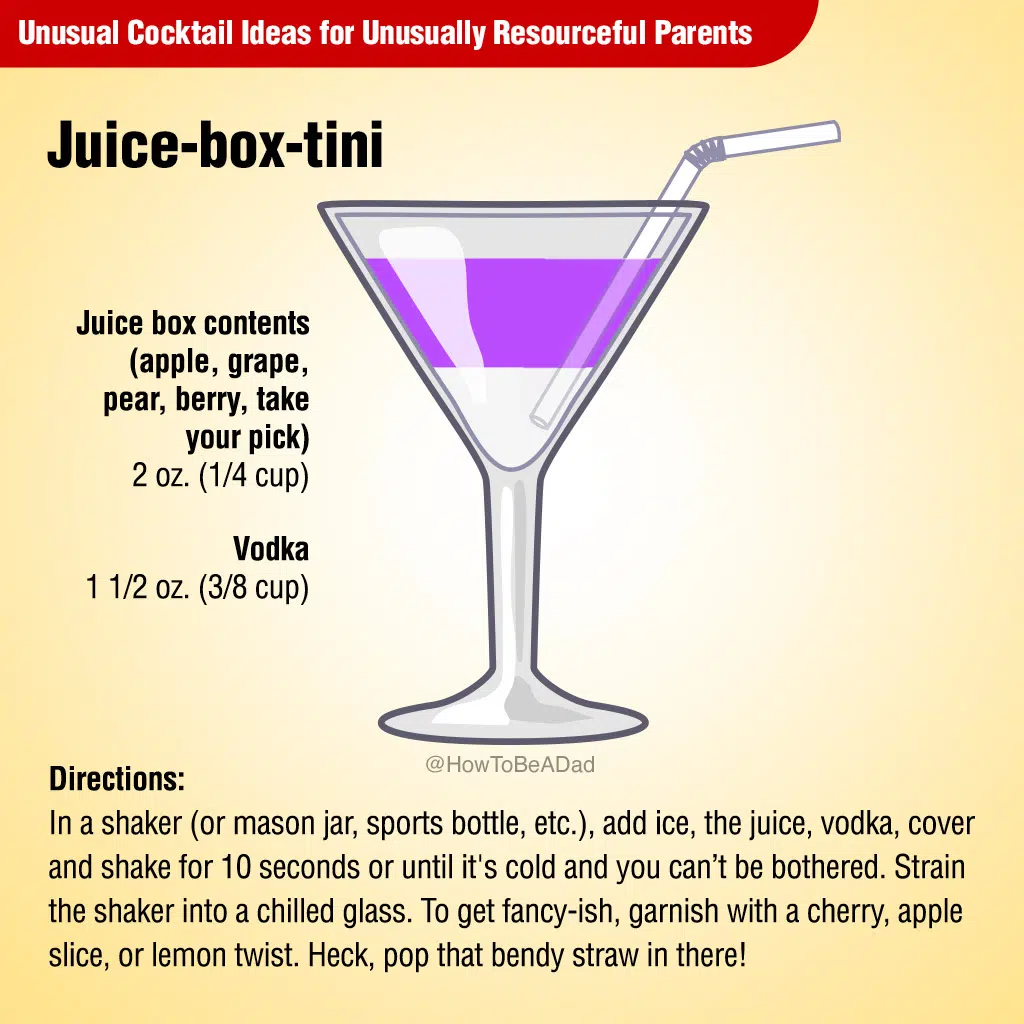 Unusual Cocktail Ideas for Unusually Resourceful Parents
Juice-box-tini
Juice box contents
(apple, grape,
pear, berry, take
your pick)
2 oz. (1/4 cup)
Vodka
1 1/2 oz. (3/8 cup)
@HowToBeADad
Directions:
In a shaker (or mason jar, sports bottle, etc.), add ice, the juice, vodka, cover
and shake for 10 seconds or until it's cold and you can’t be bothered. Strain
the shaker into a chilled glass. To get fancy-ish, garnish with a cherry, apple
slice, or lemon twist. Heck, pop that bendy straw in there!